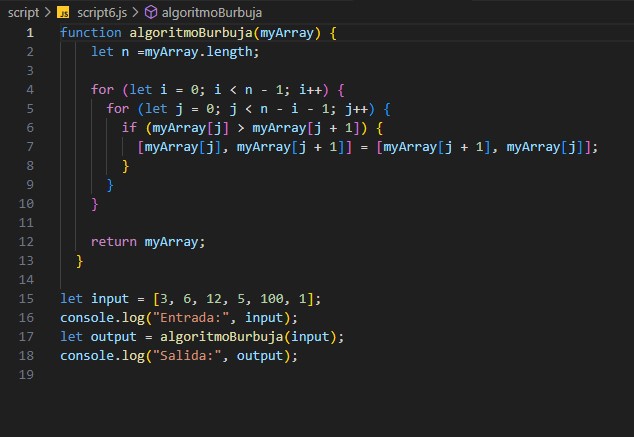 script > JS script6.js > algoritmoBurbuja
1 function algoritmoBurbuja(myArray) {
2     let n =myArray.length;
3
4     for (let i = 0; i < n - 1; i++) {
5       for (let j = 0; j < n - i - 1; j++) {
6         if (myArray[j] > myArray[j + 1]) {
7           [myArray[j], myArray[j + 1]] = [myArray[j + 1], myArray[j]];
8         }
9       }
10     }
11
12     return myArray;
13   }
14
15 let input = [3, 6, 12, 5, 100, 1];
16 console.log("Entrada:", input);
17 let output = algoritmoBurbuja(input);
18 console.log("Salida:", output);
19